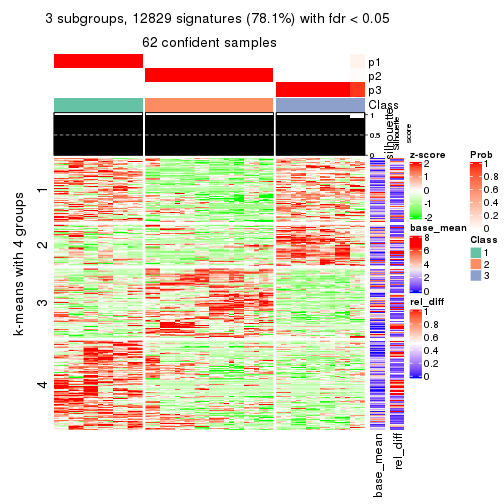 3 subgroups, 12829 signatures (78.1%) with fdr < 0.05
62 confident samples
p1
p2
p3
Class
1
0.5
0
silhouette
Silhouette
score
k-means with 4 groups
1
2
3
4
base_mean
rel_diff
z-score
2
1
0
-1
-2
base_mean
8
6
4
2
0
rel_diff
1
0.8
0.6
0.4
0.2
0
Prob
1
0.8
0.6
0.4
0.2
0
Class
1
2
3